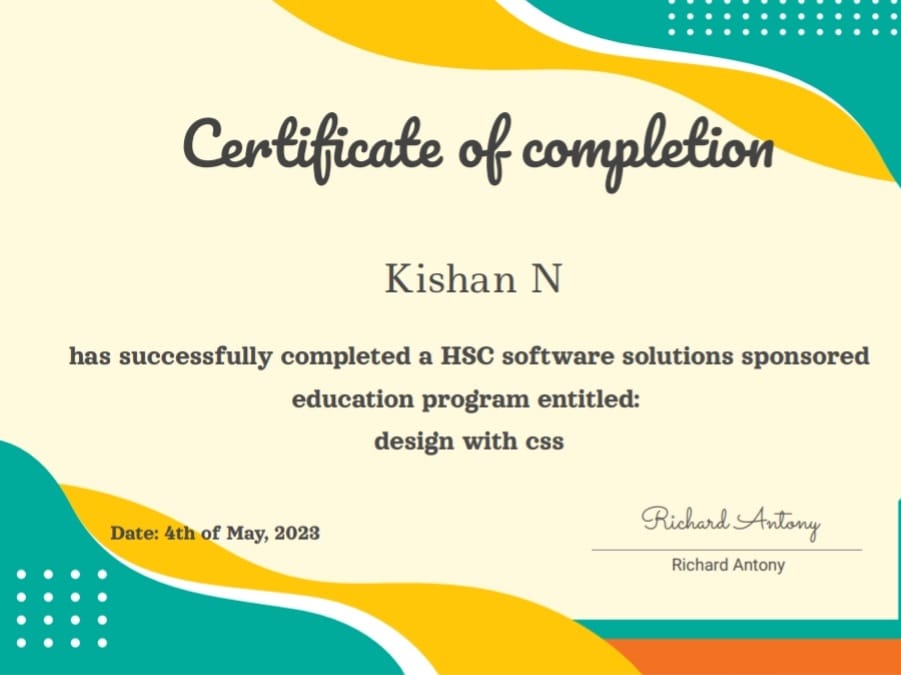 Certificate of completion
Kishan N
has successfully completed a HSC software solutions sponsored
education program entitled:
design with css
Date: 4th of May, 2023
Richard Antony
Richard Antony